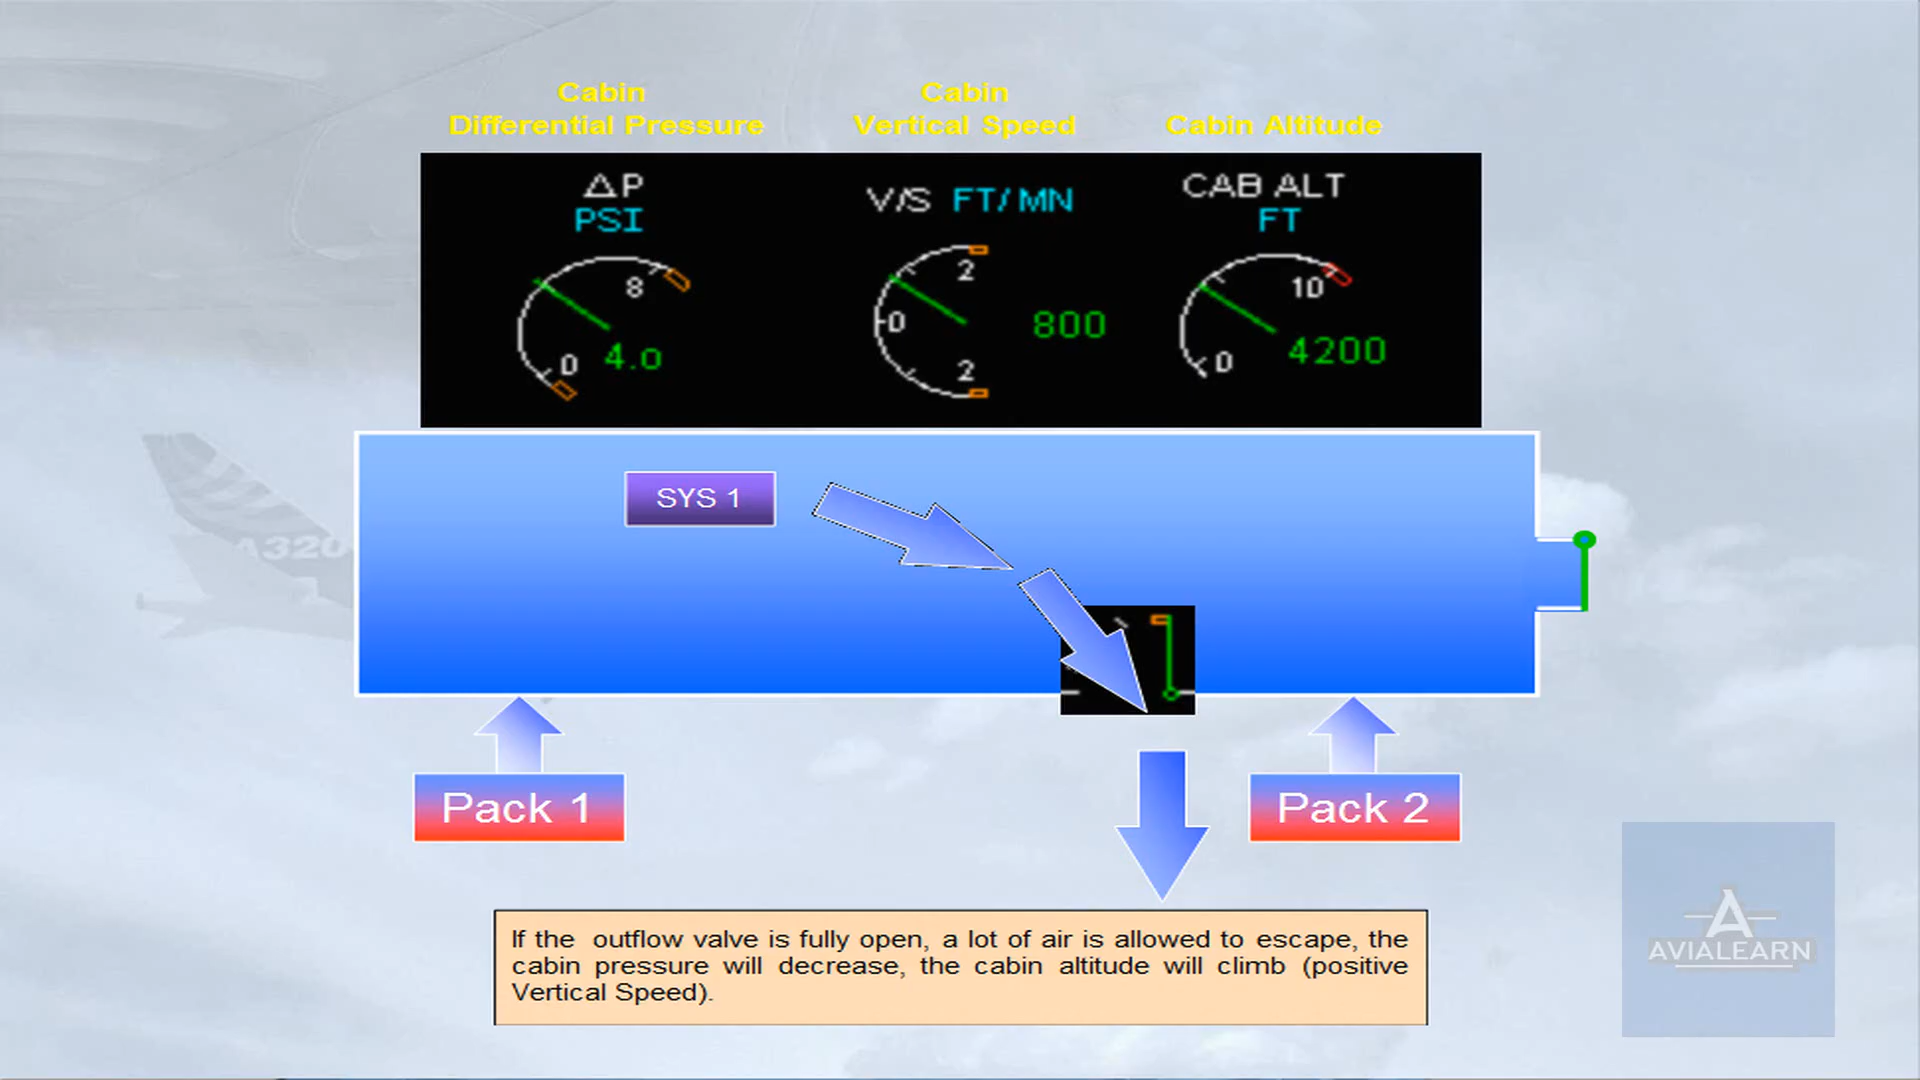 Cabin
Differential Pressure
Cabin
Vertical Speed
Cabin Altitude
ΔP
PSI
8
0
4.0
V/S FT/MN
2
0
2
800
CAB ALT
FT
10
0
4200
SYS 1
A320
Pack 1
Pack 2
If the outflow valve is fully open, a lot of air is allowed to escape, the
cabin pressure will decrease, the cabin altitude will climb (positive
Vertical Speed).
AVIALEARN